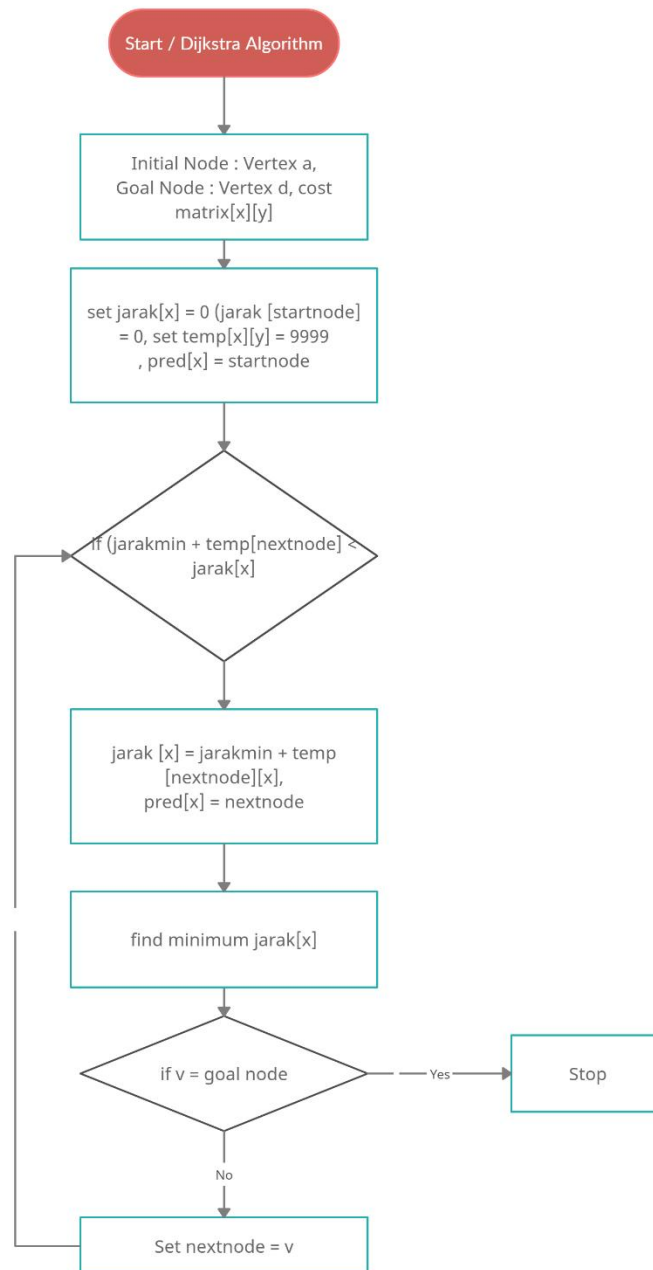 Start / Dijkstra Algorithm
Initial Node : Vertex a,
Goal Node : Vertex d, cost
matrix[x][y]
set jarak[x] = 0 (jarak [startnode]
= 0, set temp[x][y] = 9999
, pred[x] = startnode
If (jarakmin + temp[nextnode] <
jarak[x]
jarak [x] = jarakmin + temp
[nextnode][x],
pred[x] = nextnode
find minimum jarak[x]
if v = goal node
Yes
Stop
No
Set nextnode = v